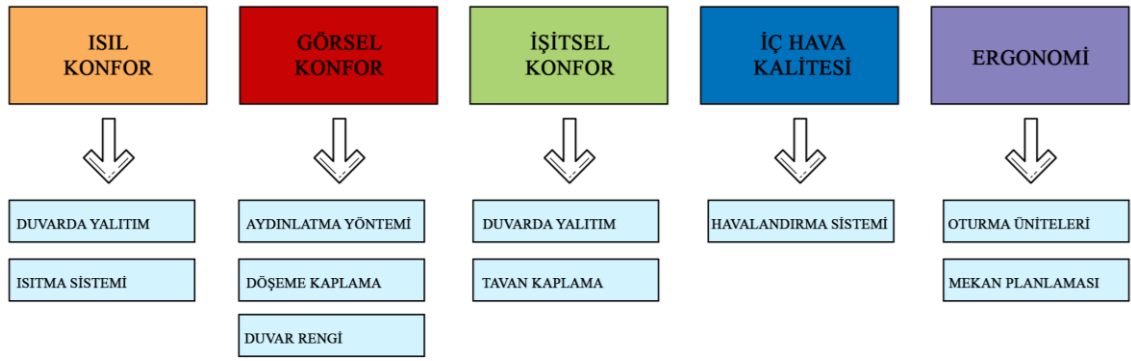 ISIL
KONFOR
GÖRSEL
KONFOR
İŞİTSEL
KONFOR
İÇ HAVA
KALİTESİ
ERGONOMİ
DUVARDA YALITIM
AYDINLATMA YÖNTEMİ
DUVARDA YALITIM
HAVALANDIRMA SİSTEMİ
OTURMA ÜNİTELERİ
ISITMA SİSTEMİ
DÖŞEME KAPLAMA
TAVAN KAPLAMA
MEKAN PLANLAMASI
DUVAR RENGİ